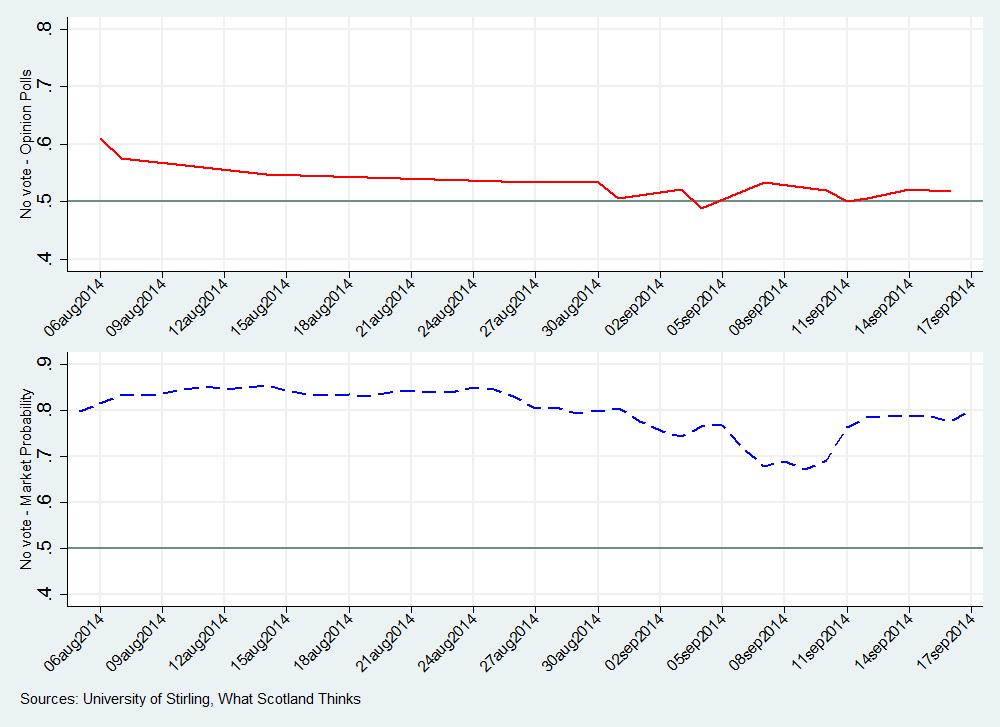 No vote - Opinion Polls
.8
.7
.6
.5
.4
06aug2014
09aug2014
12aug2014
15aug2014
18aug2014
21aug2014
24aug2014
27aug2014
30aug2014
02sep2014
05sep2014
08sep2014
11sep2014
14sep2014
17sep2014
No vote - Market Probability
.9
.8
.7
.6
.5
.4
06aug2014
09aug2014
12aug2014
15aug2014
18aug2014
21aug2014
24aug2014
27aug2014
30aug2014
02sep2014
05sep2014
08sep2014
11sep2014
14sep2014
17sep2014
Sources: University of Stirling, What Scotland Thinks